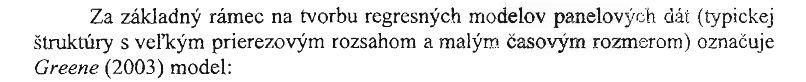 Za základný rámec na tvorbu regresných modelov panelových dát (typickej
štruktúry s veľkým prierezovým rozsahom a malým časovým rozmerom) označuje
Greene (2003) model: